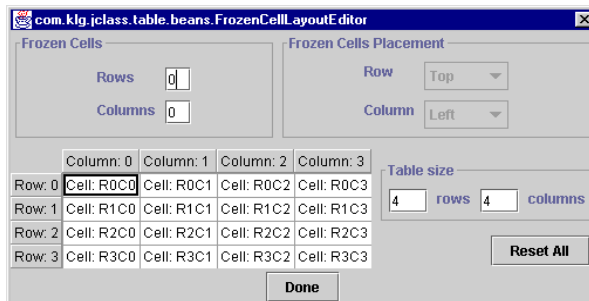 com.klg.jclass.table.beans.FrozenCellLayoutEditor
Frozen Cells
Rows 0
Columns 0
Frozen Cells Placement
Row Top
Column Left
Column: 0 Column: 1 Column: 2 Column: 3
Row: 0 Cell: R0C0 Cell: R0C1 Cell: R0C2 Cell: R0C3
Row: 1 Cell: R1C0 Cell: R1C1 Cell: R1C2 Cell: R1C3
Row: 2 Cell: R2C0 Cell: R2C1 Cell: R2C2 Cell: R2C3
Row: 3 Cell: R3C0 Cell: R3C1 Cell: R3C2 Cell: R3C3
Table size
4 rows 4 columns
Reset All
Done